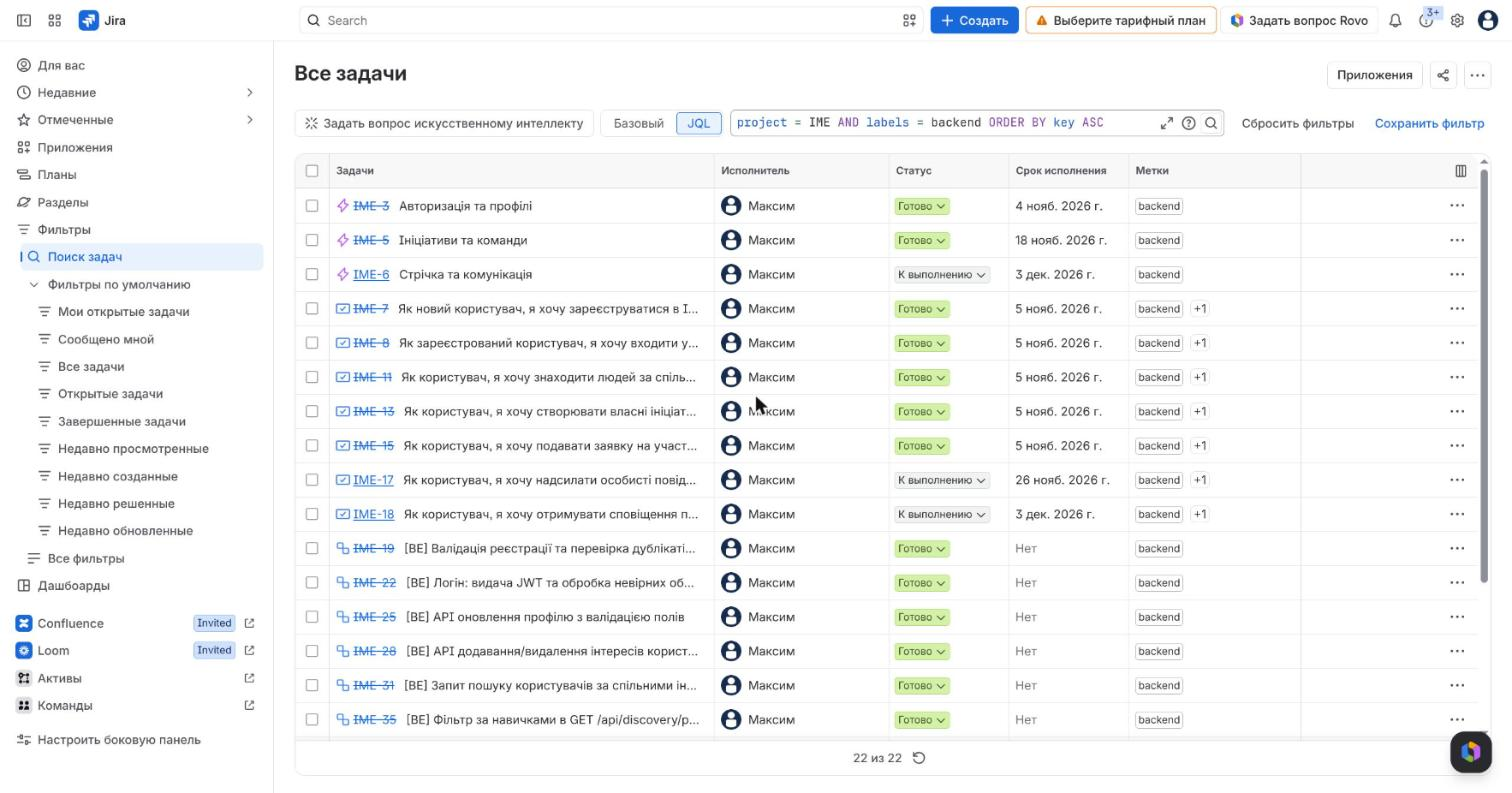 Jira
Search
Создать
Выберите тарифный план
Задать вопрос Rovo
3+
Для вас
Недавние
Отмеченные
Приложения
Планы
Разделы
Фильтры
Поиск задач
Фильтры по умолчанию
Мои открытые задачи
Сообщено мной
Все задачи
Открытые задачи
Завершенные задачи
Недавно просмотренные
Недавно созданные
Недавно решенные
Недавно обновленные
Все фильтры
Дашбоарды
Confluence Invited
Loom Invited
Активы
Команды
Настроить боковую панель
Все задачи
Приложения
Задать вопрос искусственному интеллекту
Базовый JQL
project = IME AND labels = backend ORDER BY key ASC
Сбросить фильтры
Сохранить фильтр
Задачи Исполнитель Статус Срок исполнения Метки
IME-3 Авторизація та профілі Максим Готово 4 нояб. 2026 г. backend
IME-5 Ініціативи та команди Максим Готово 18 нояб. 2026 г. backend
IME-6 Стрічка та комунікація Максим К выполнению 3 дек. 2026 г. backend
IME-7 Як новий користувач, я хочу зареєструватися в I... Максим Готово 5 нояб. 2026 г. backend +1
IME-8 Як зареєстрований користувач, я хочу входити у... Максим Готово 5 нояб. 2026 г. backend +1
IME-11 Як користувач, я хочу знаходити людей за спіль... Максим Готово 5 нояб. 2026 г. backend +1
IME-13 Як користувач, я хочу створювати власні ініціат... Максим Готово 5 нояб. 2026 г. backend +1
IME-15 Як користувач, я хочу подавати заявку на участ... Максим Готово 5 нояб. 2026 г. backend +1
IME-17 Як користувач, я хочу надсилати особисті повід... Максим К выполнению 26 нояб. 2026 г. backend +1
IME-18 Як користувач, я хочу отримувати сповіщення п... Максим К выполнению 3 дек. 2026 г. backend +1
IME-19 [BE] Валідація реєстрації та перевірка дублікаті... Максим Готово Нет backend
IME-22 [BE] Логін: видача JWT та обробка невірних об... Максим Готово Нет backend
IME-25 [BE] API оновлення профілю з валідацією полів Максим Готово Нет backend
IME-28 [BE] API додавання/видалення інтересів корист... Максим Готово Нет backend
IME-31 [BE] Запит пошуку користувачів за спільними ін... Максим Готово Нет backend
IME-35 [BE] Фільтр за навичками в GET /api/discovery/p... Максим Готово Нет backend
22 из 22